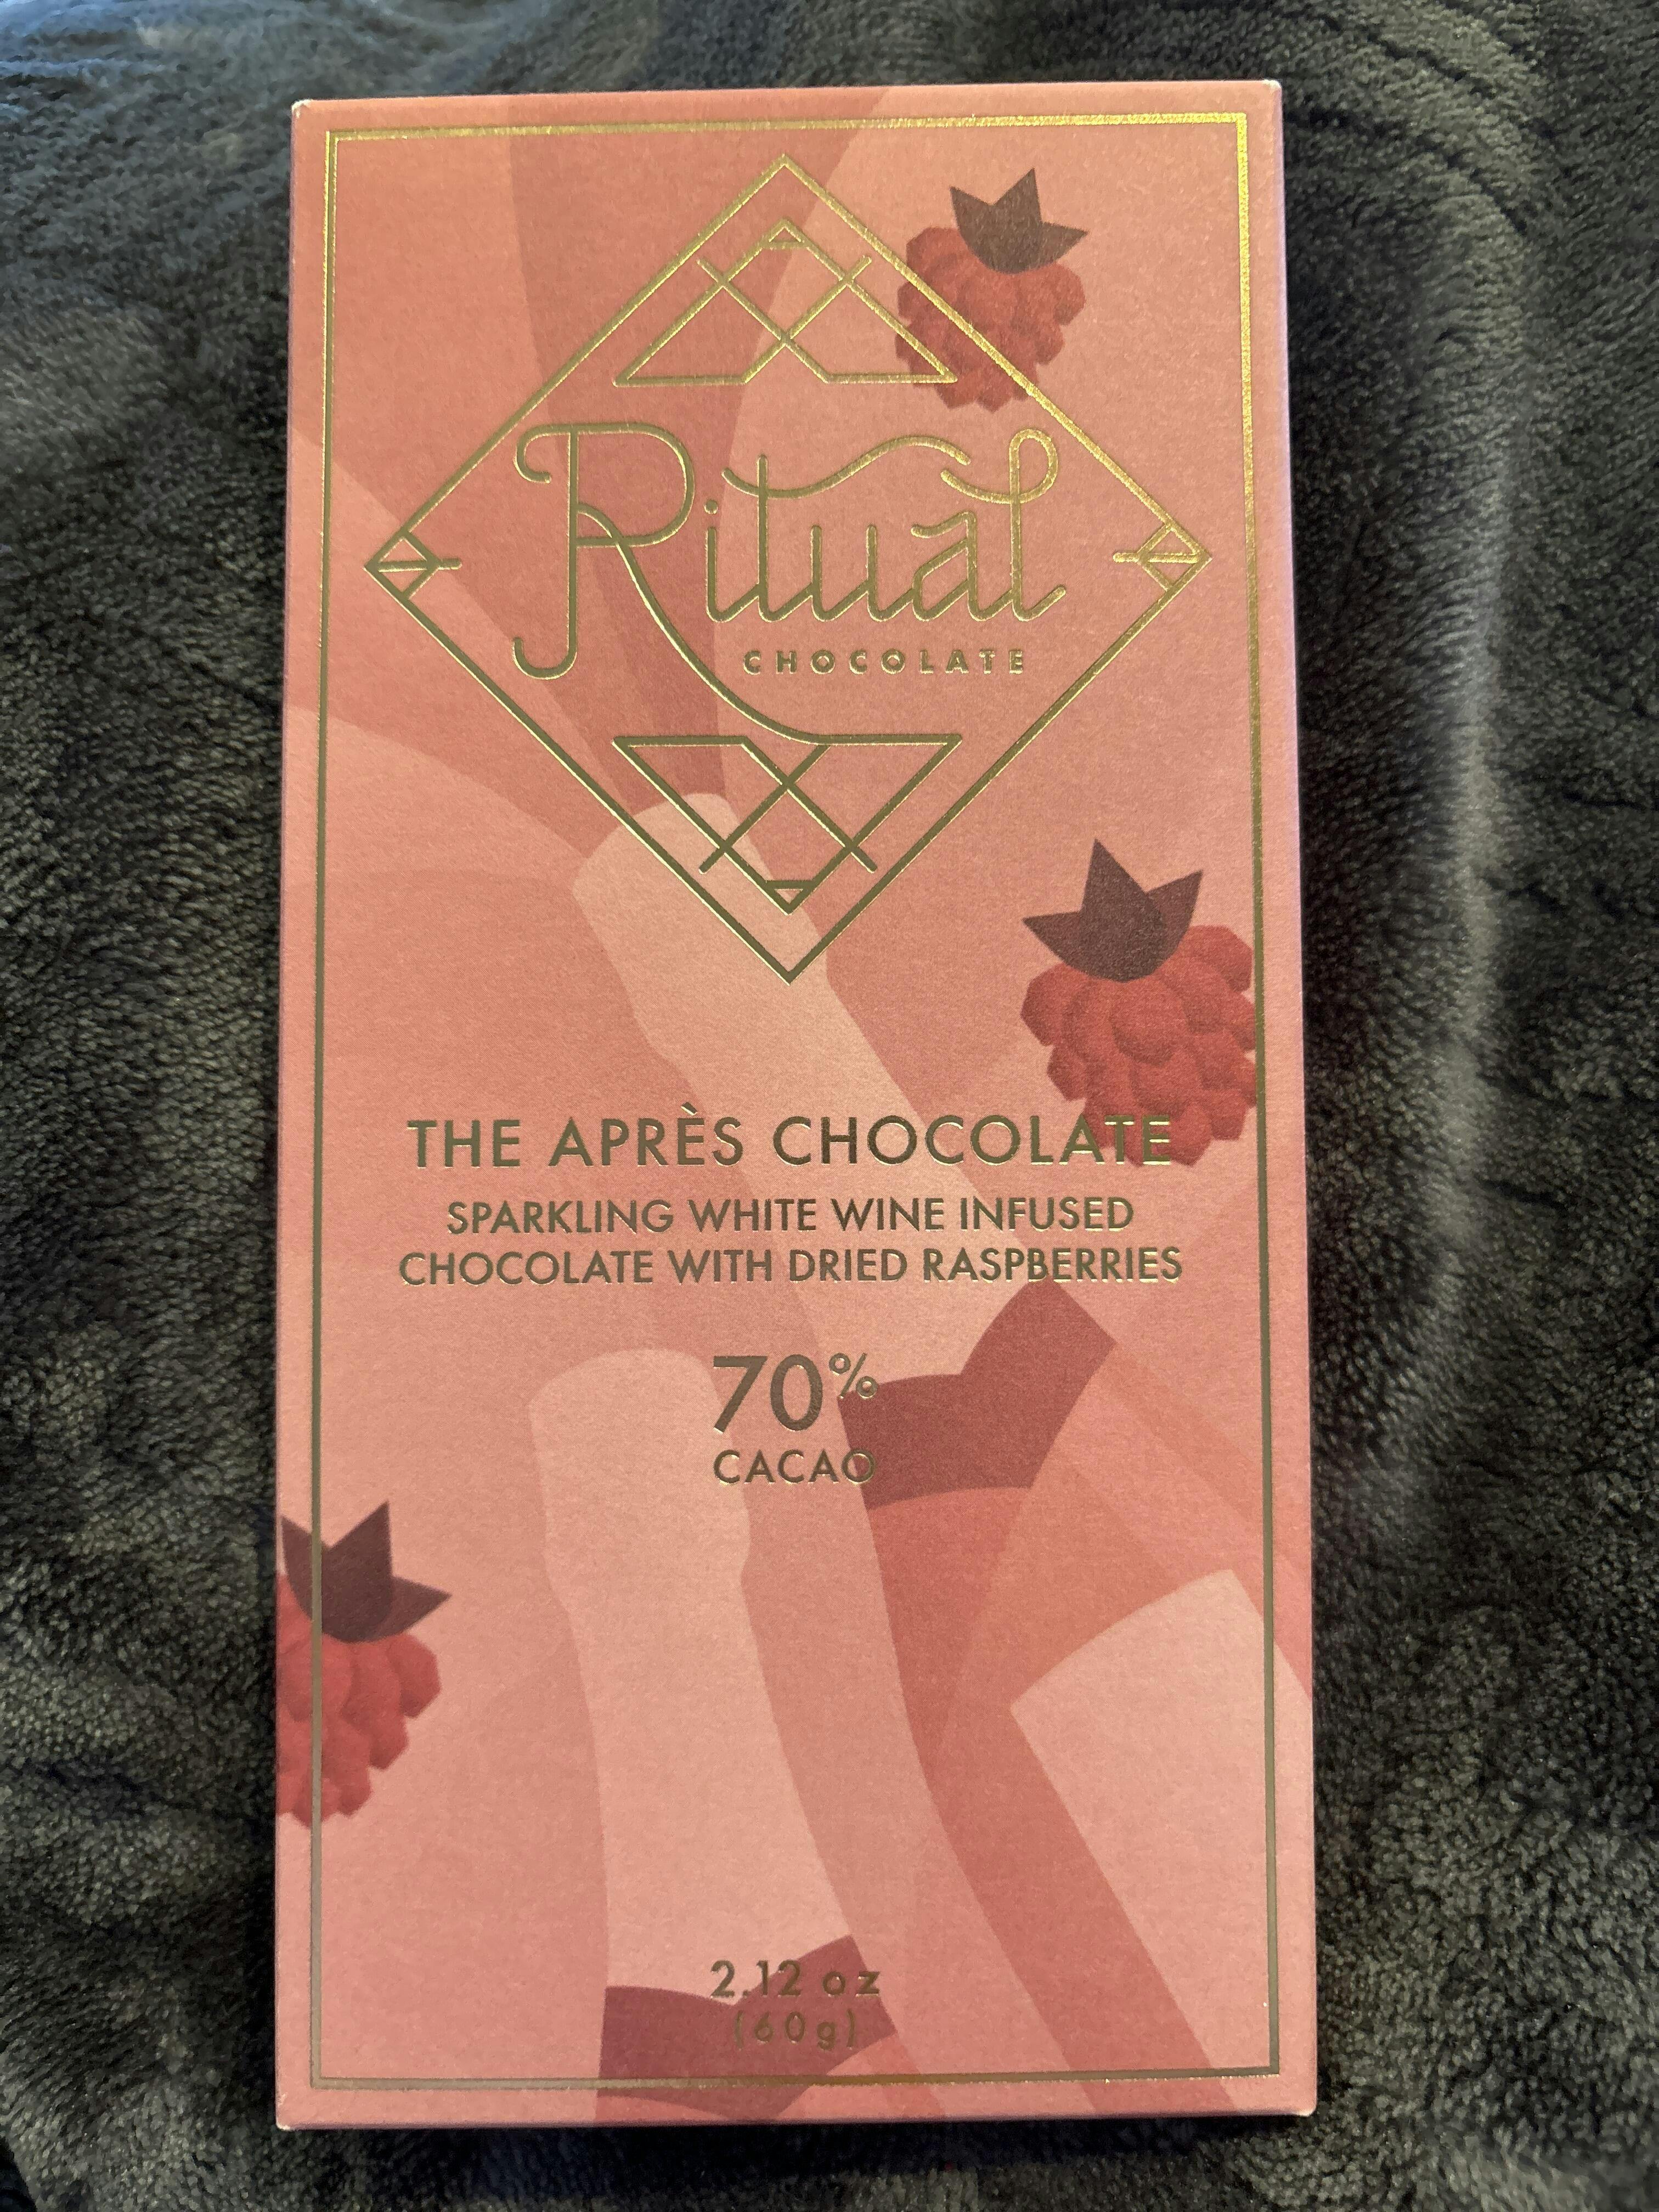 Ritual
CHOCOLATE
THE APRÈS CHOCOLATE
SPARKLING WHITE WINE INFUSED
CHOCOLATE WITH DRIED RASPBERRIES
70%
CACAO
2.12 oz
(60g)